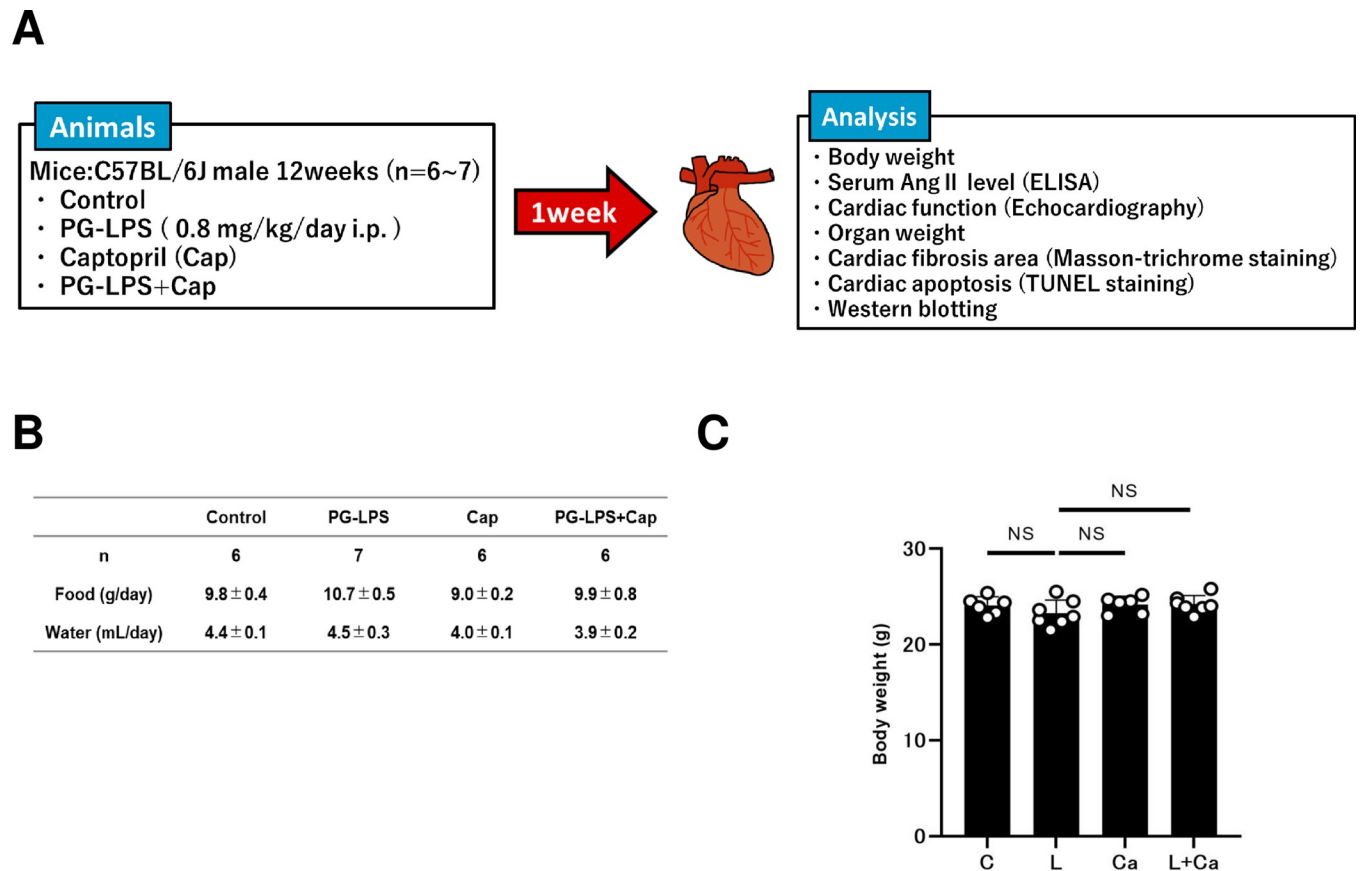 A
Animals
Mice:C57BL/6J male 12weeks (n=6~7)
・ Control
・ PG-LPS ( 0.8 mg/kg/day i.p. )
・ Captopril (Cap)
・ PG-LPS+Cap
1week
Analysis
・Body weight
・Serum Ang II level (ELISA)
・Cardiac function (Echocardiography)
・Organ weight
・Cardiac fibrosis area (Masson-trichrome staining)
・Cardiac apoptosis (TUNEL staining)
・Western blotting
B
Control PG-LPS Cap PG-LPS+Cap
n 6 7 6 6
Food (g/day) 9.8±0.4 10.7±0.5 9.0±0.2 9.9±0.8
Water (mL/day) 4.4±0.1 4.5±0.3 4.0±0.1 3.9±0.2
C
NS
NS NS
30
20
10
0
Body weight (g)
C L Ca L+Ca